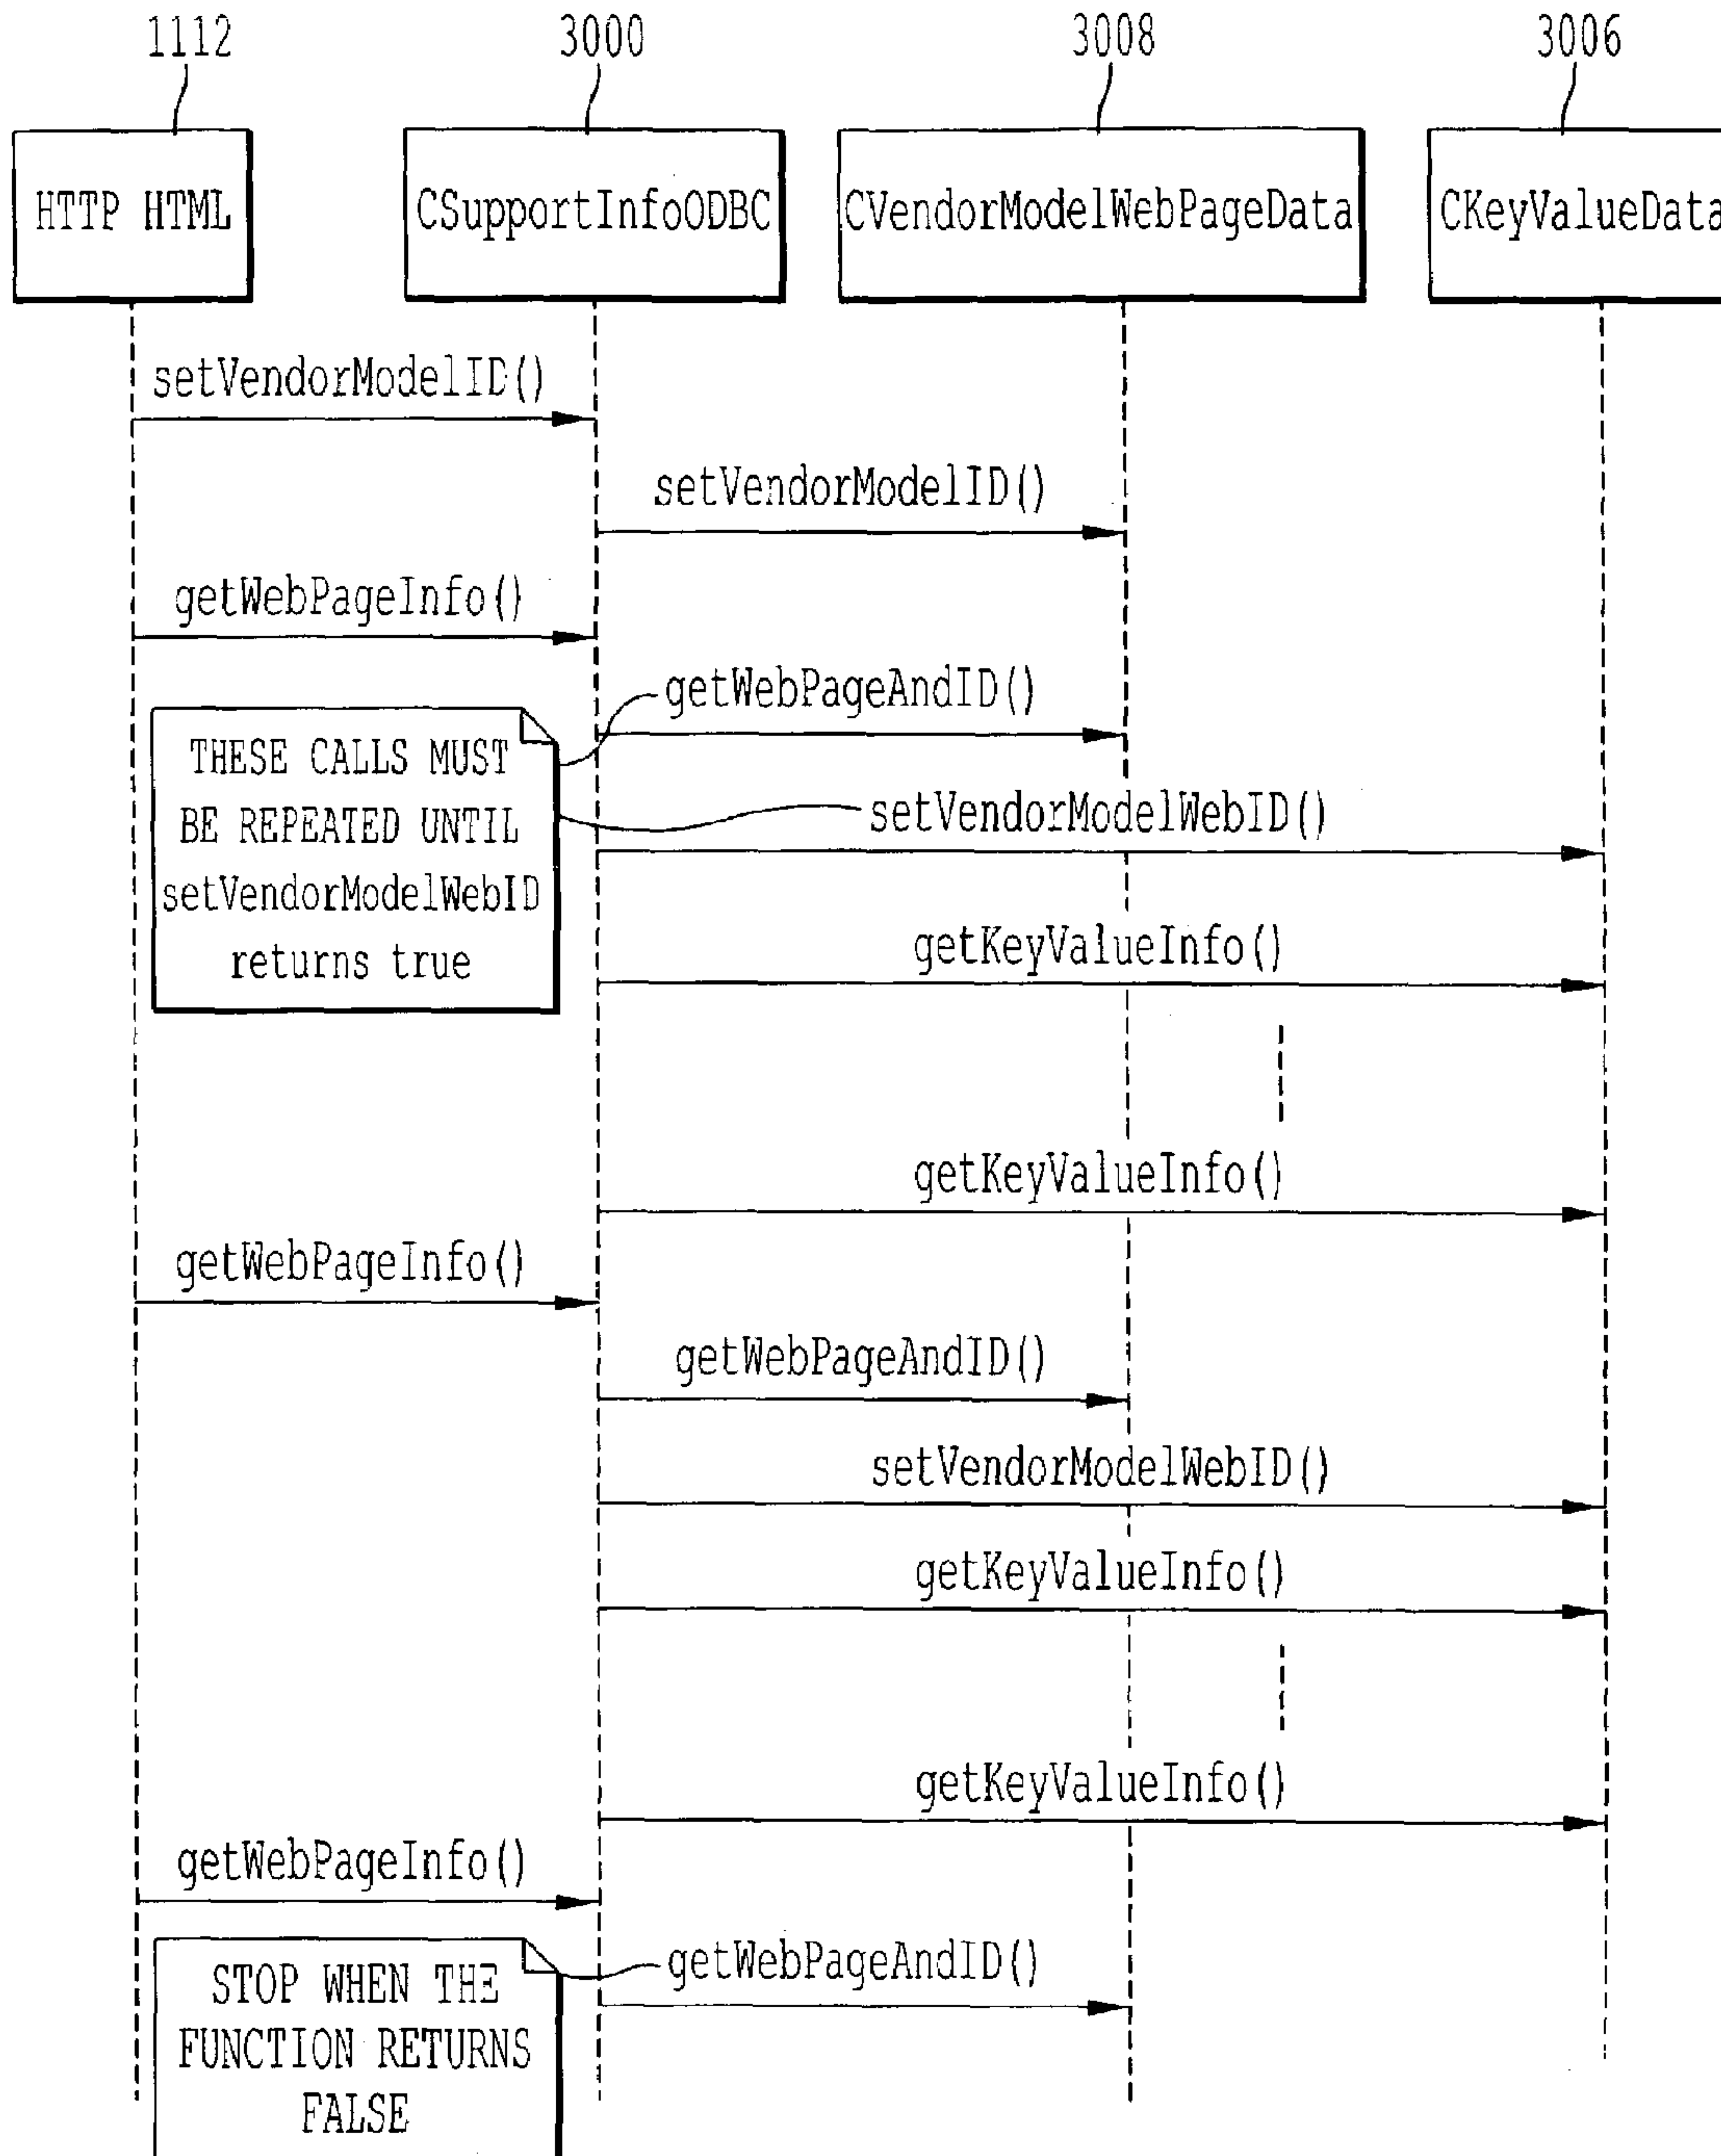 1112
3000
3008
3006
HTTP HTML
CSupportInfoODBC
CVendorModelWebPageData
CKeyValueData
setVendorModelID()
setVendorModelID()
getWebPageInfo()
getWebPageAndID()
THESE CALLS MUST
BE REPEATED UNTIL
setVendorModelWebID
returns true
setVendorModelWebID()
getKeyValueInfo()
getKeyValueInfo()
getWebPageInfo()
getWebPageAndID()
setVendorModelWebID()
getKeyValueInfo()
getKeyValueInfo()
getWebPageInfo()
getWebPageAndID()
STOP WHEN THE
FUNCTION RETURNS
FALSE